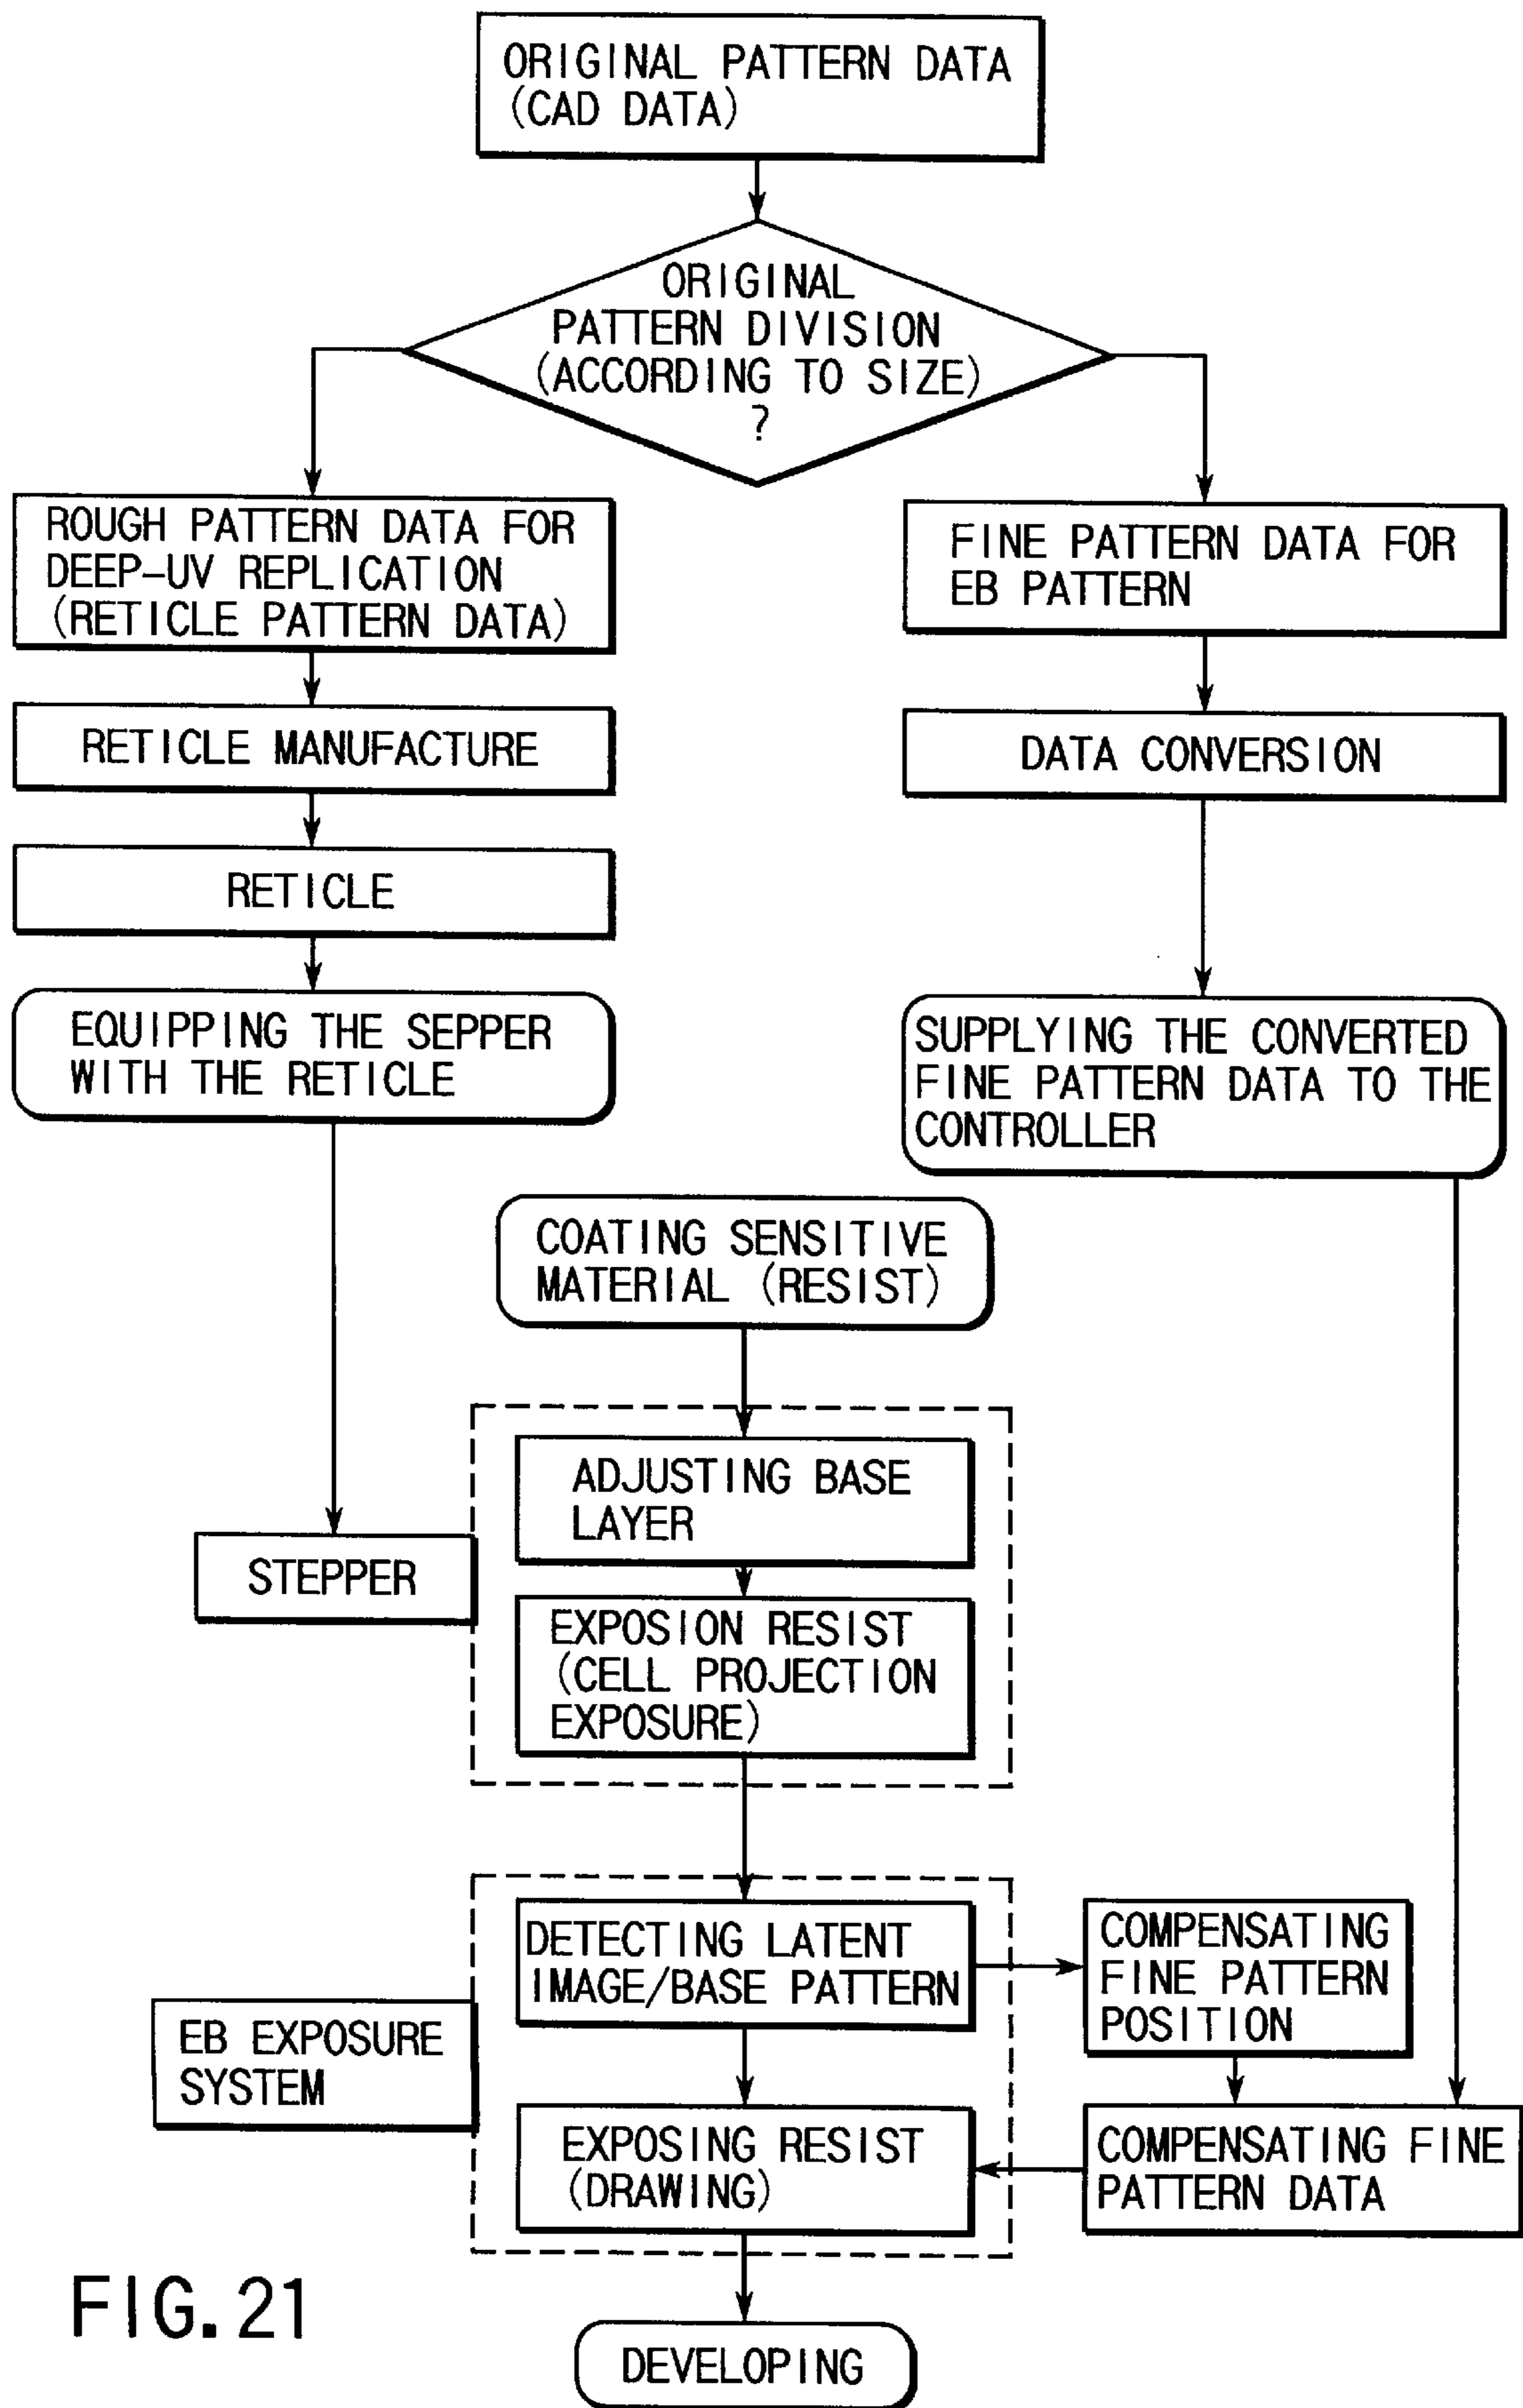 ORIGINAL PATTERN DATA
(CAD DATA)
ORIGINAL
PATTERN DIVISION
(ACCORDING TO SIZE)
?
ROUGH PATTERN DATA FOR
DEEP-UV REPLICATION
(RETICLE PATTERN DATA)
FINE PATTERN DATA FOR
EB PATTERN
RETICLE MANUFACTURE
DATA CONVERSION
RETICLE
EQUIPPING THE SEPPER
WITH THE RETICLE
SUPPLYING THE CONVERTED
FINE PATTERN DATA TO THE
CONTROLLER
COATING SENSITIVE
MATERIAL (RESIST)
ADJUSTING BASE
LAYER
STEPPER
EXPOSION RESIST
(CELL PROJECTION
EXPOSURE)
DETECTING LATENT
IMAGE/BASE PATTERN
COMPENSATING
FINE PATTERN
POSITION
EB EXPOSURE
SYSTEM
EXPOSING RESIST
(DRAWING)
COMPENSATING FINE
PATTERN DATA
DEVELOPING
FIG. 21